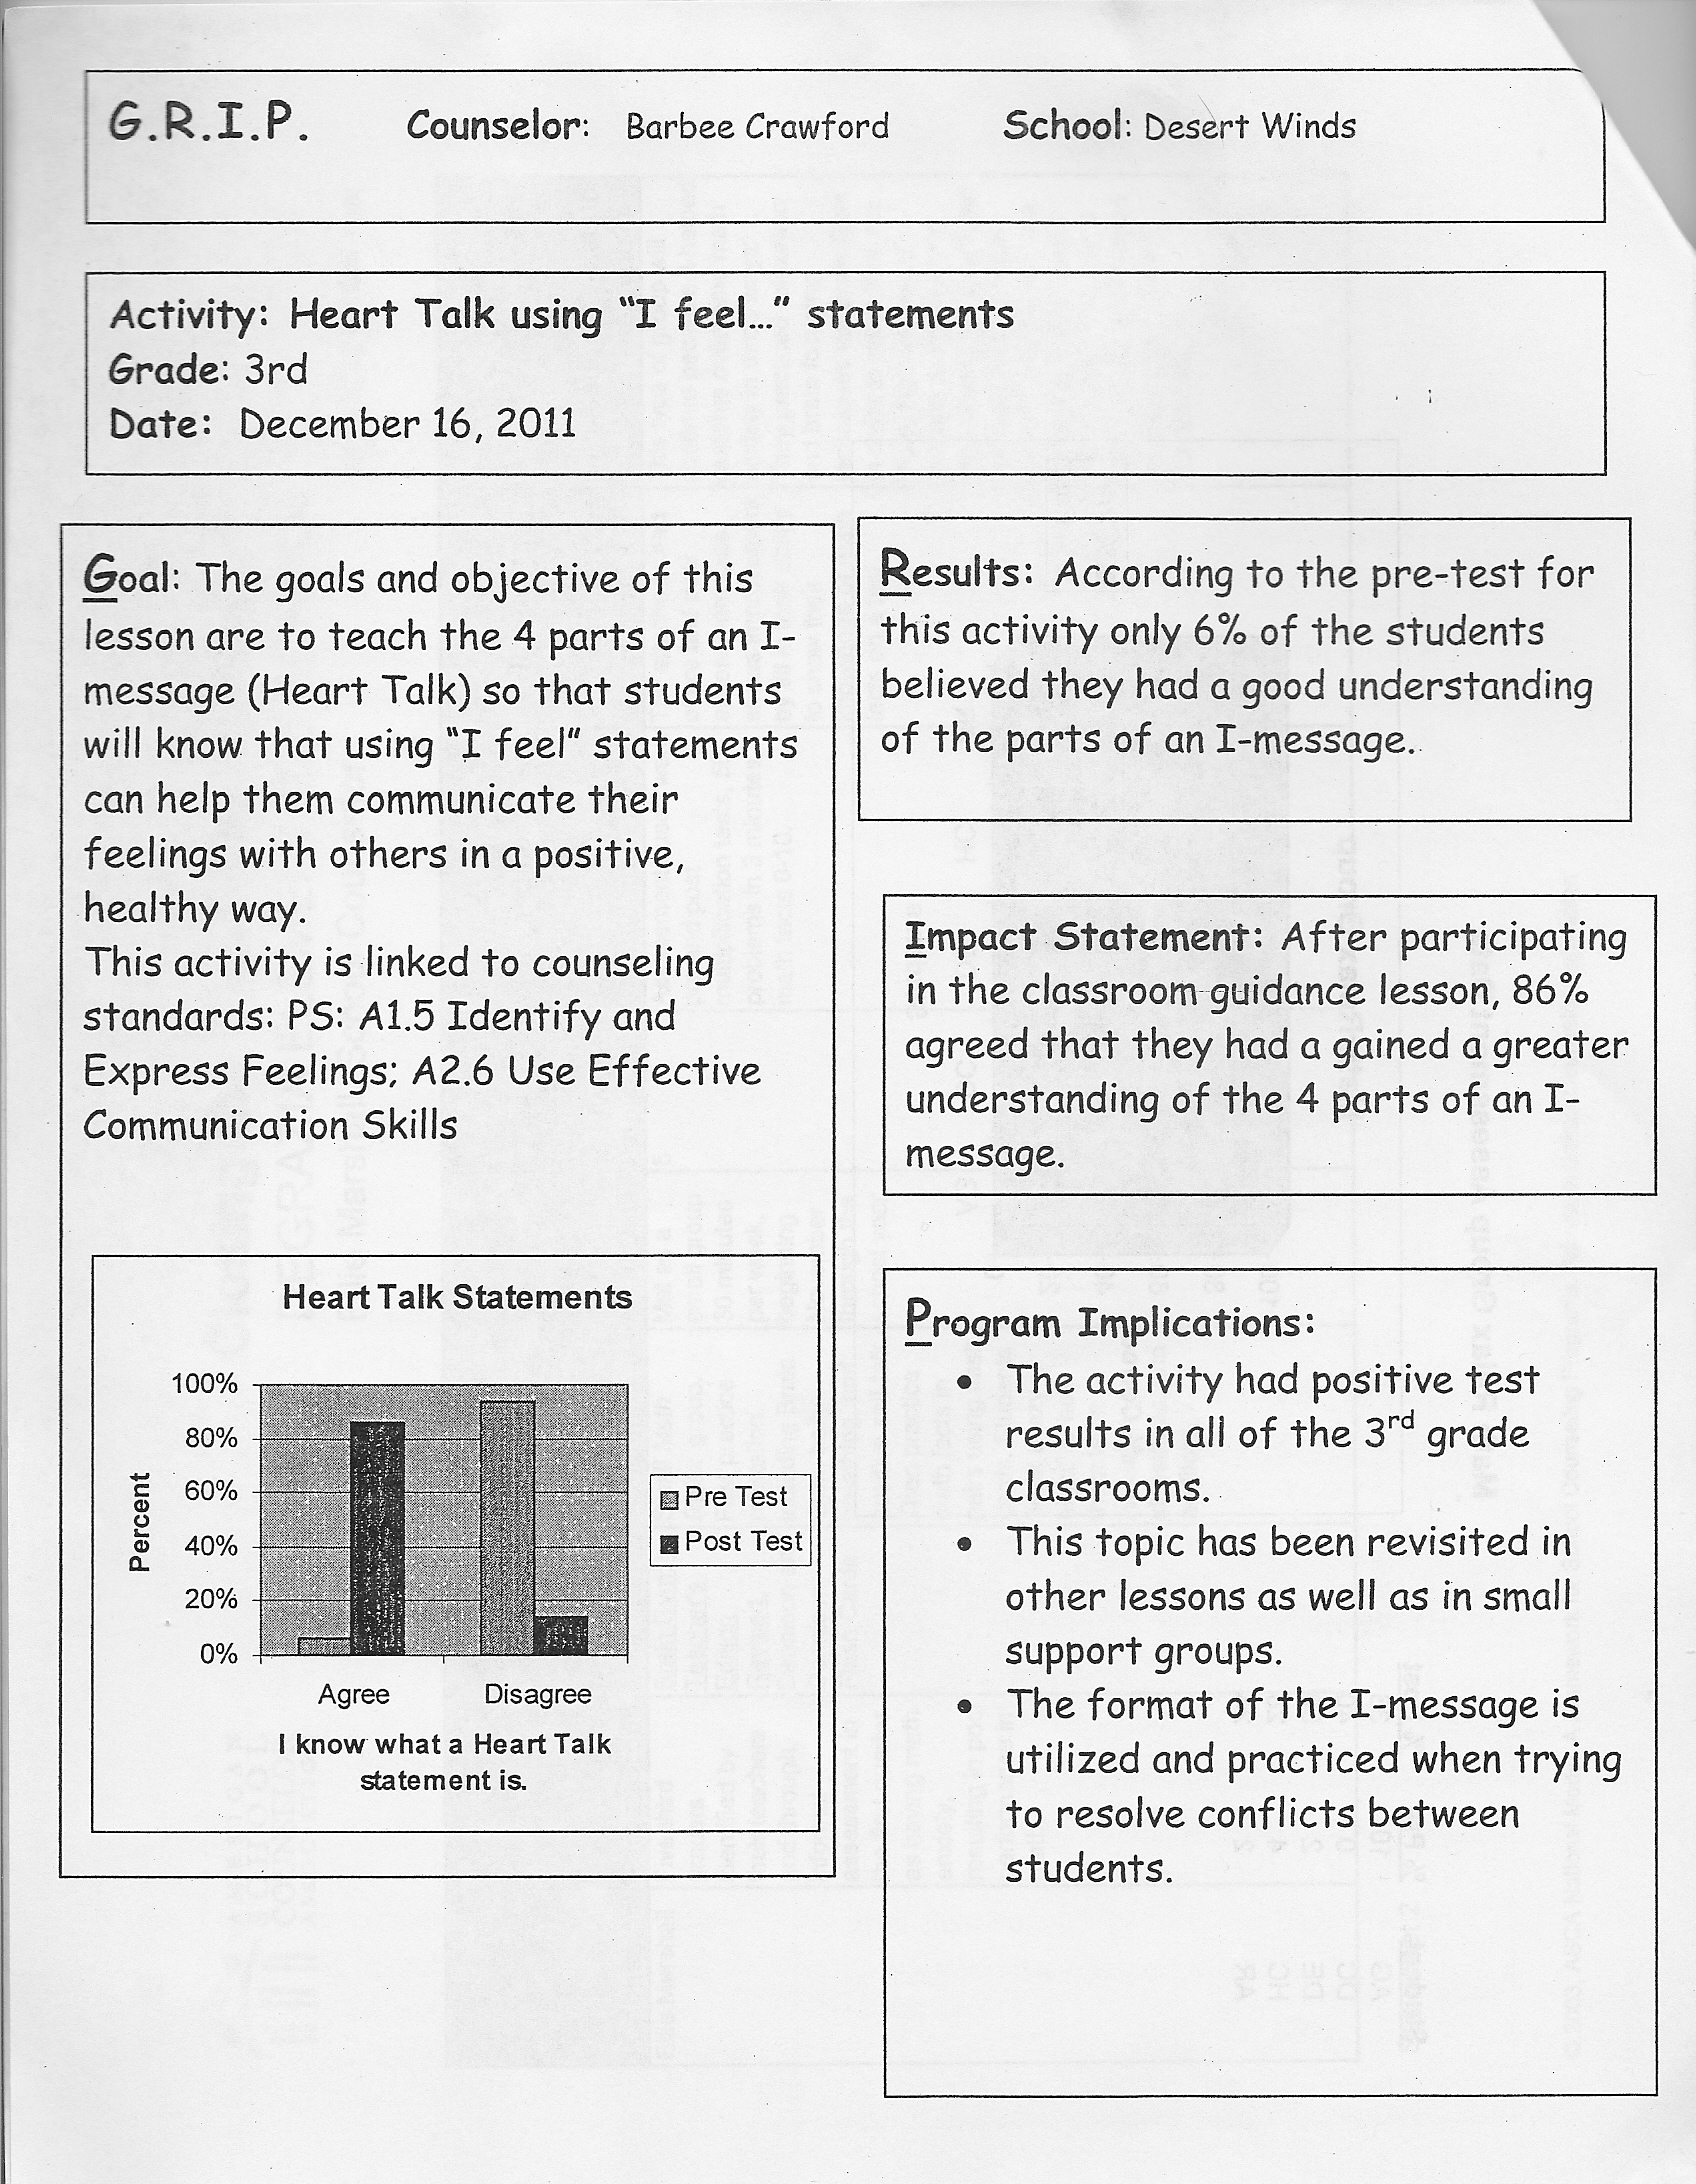 G.R.I.P. Counselor: Barbee Crawford School: Desert Winds
Activity: Heart Talk using “I feel…” statements
Grade: 3rd
Date: December 16, 2011
Goal: The goals and objective of this
lesson are to teach the 4 parts of an I-
message (Heart Talk) so that students
will know that using “I feel” statements
can help them communicate their
feelings with others in a positive,
healthy way.
This activity is linked to counseling
standards: PS: A1.5 Identify and
Express Feelings; A2.6 Use Effective
Communication Skills
Heart Talk Statements
Percent
100%
80%
60%
40%
20%
0%
Agree Disagree
I know what a Heart Talk
statement is.
Pre Test
Post Test
Results: According to the pre-test for
this activity only 6% of the students
believed they had a good understanding
of the parts of an I-message.
Impact Statement: After participating
in the classroom guidance lesson, 86%
agreed that they had a gained a greater
understanding of the 4 parts of an I-
message.
Program Implications:
• The activity had positive test
results in all of the 3rd grade
classrooms.
• This topic has been revisited in
other lessons as well as in small
support groups.
• The format of the I-message is
utilized and practiced when trying
to resolve conflicts between
students.